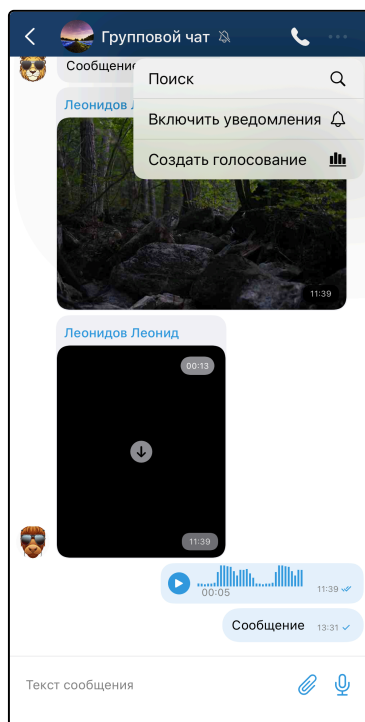 Групповой чат
Сообщение
Поиск
Леонидов Л
Включить уведомления
Создать голосование
11:39
Леонидов Леонид
00:13
11:39
00:05
11:39
Сообщение 13:31
Текст сообщения